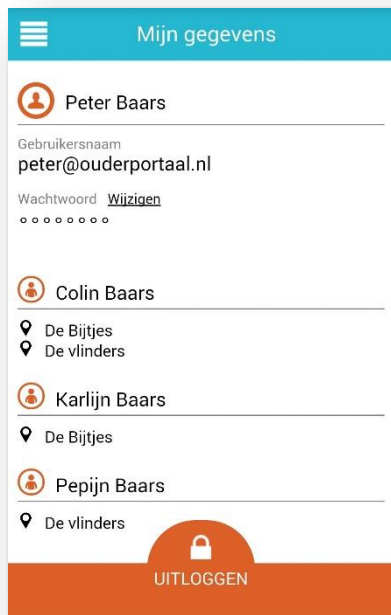 Mijn gegevens
Peter Baars
Gebruikersnaam
peter@ouderportaal.nl
Wachtwoord Wijzigen
Colin Baars
De Bijtjes
De vlinders
Karlijn Baars
De Bijtjes
Pepijn Baars
De vlinders
UITLOGGEN